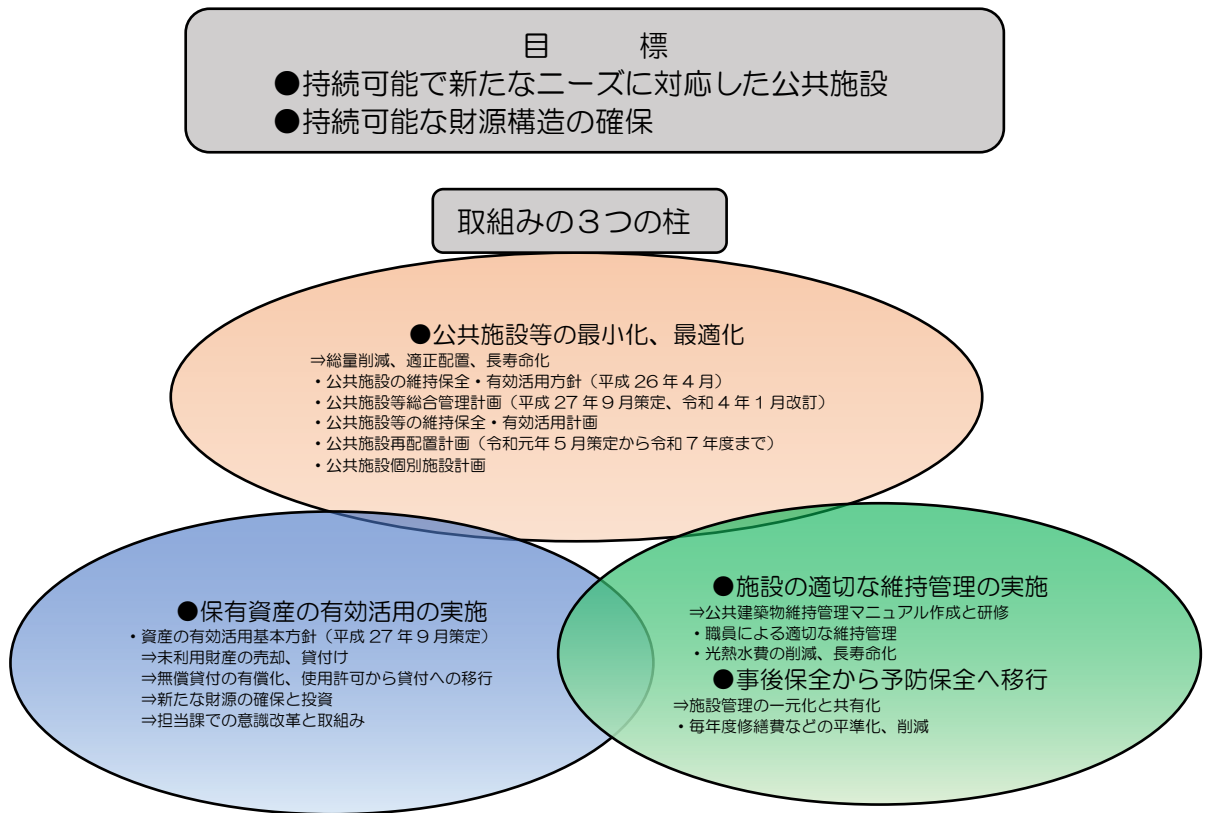 目　標
●持続可能で新たなニーズに対応した公共施設
●持続可能な財源構造の確保
取組みの３つの柱
●公共施設等の最小化、最適化
⇒総量削減、適正配置、長寿命化
・公共施設の維持保全・有効活用方針（平成 26 年 4 月）
・公共施設等総合管理計画（平成 27 年 9 月策定、令和 4 年 1 月改訂）
・公共施設等の維持保全・有効活用計画
・公共施設再配置計画（令和元年 5 月策定から令和 7 年度まで）
・公共施設個別施設計画
●保有資産の有効活用の実施
・資産の有効活用基本方針（平成 27 年 9 月策定）
⇒未利用財産の売却、貸付け
⇒無償貸付の有償化、使用許可から貸付への移行
⇒新たな財源の確保と投資
⇒担当課での意識改革と取組み
●施設の適切な維持管理の実施
⇒公共建築物維持管理マニュアル作成と研修
・職員による適切な維持管理
・光熱水費の削減、長寿命化
●事後保全から予防保全へ移行
⇒施設管理の一元化と共有化
・毎年度修繕費などの平準化、削減